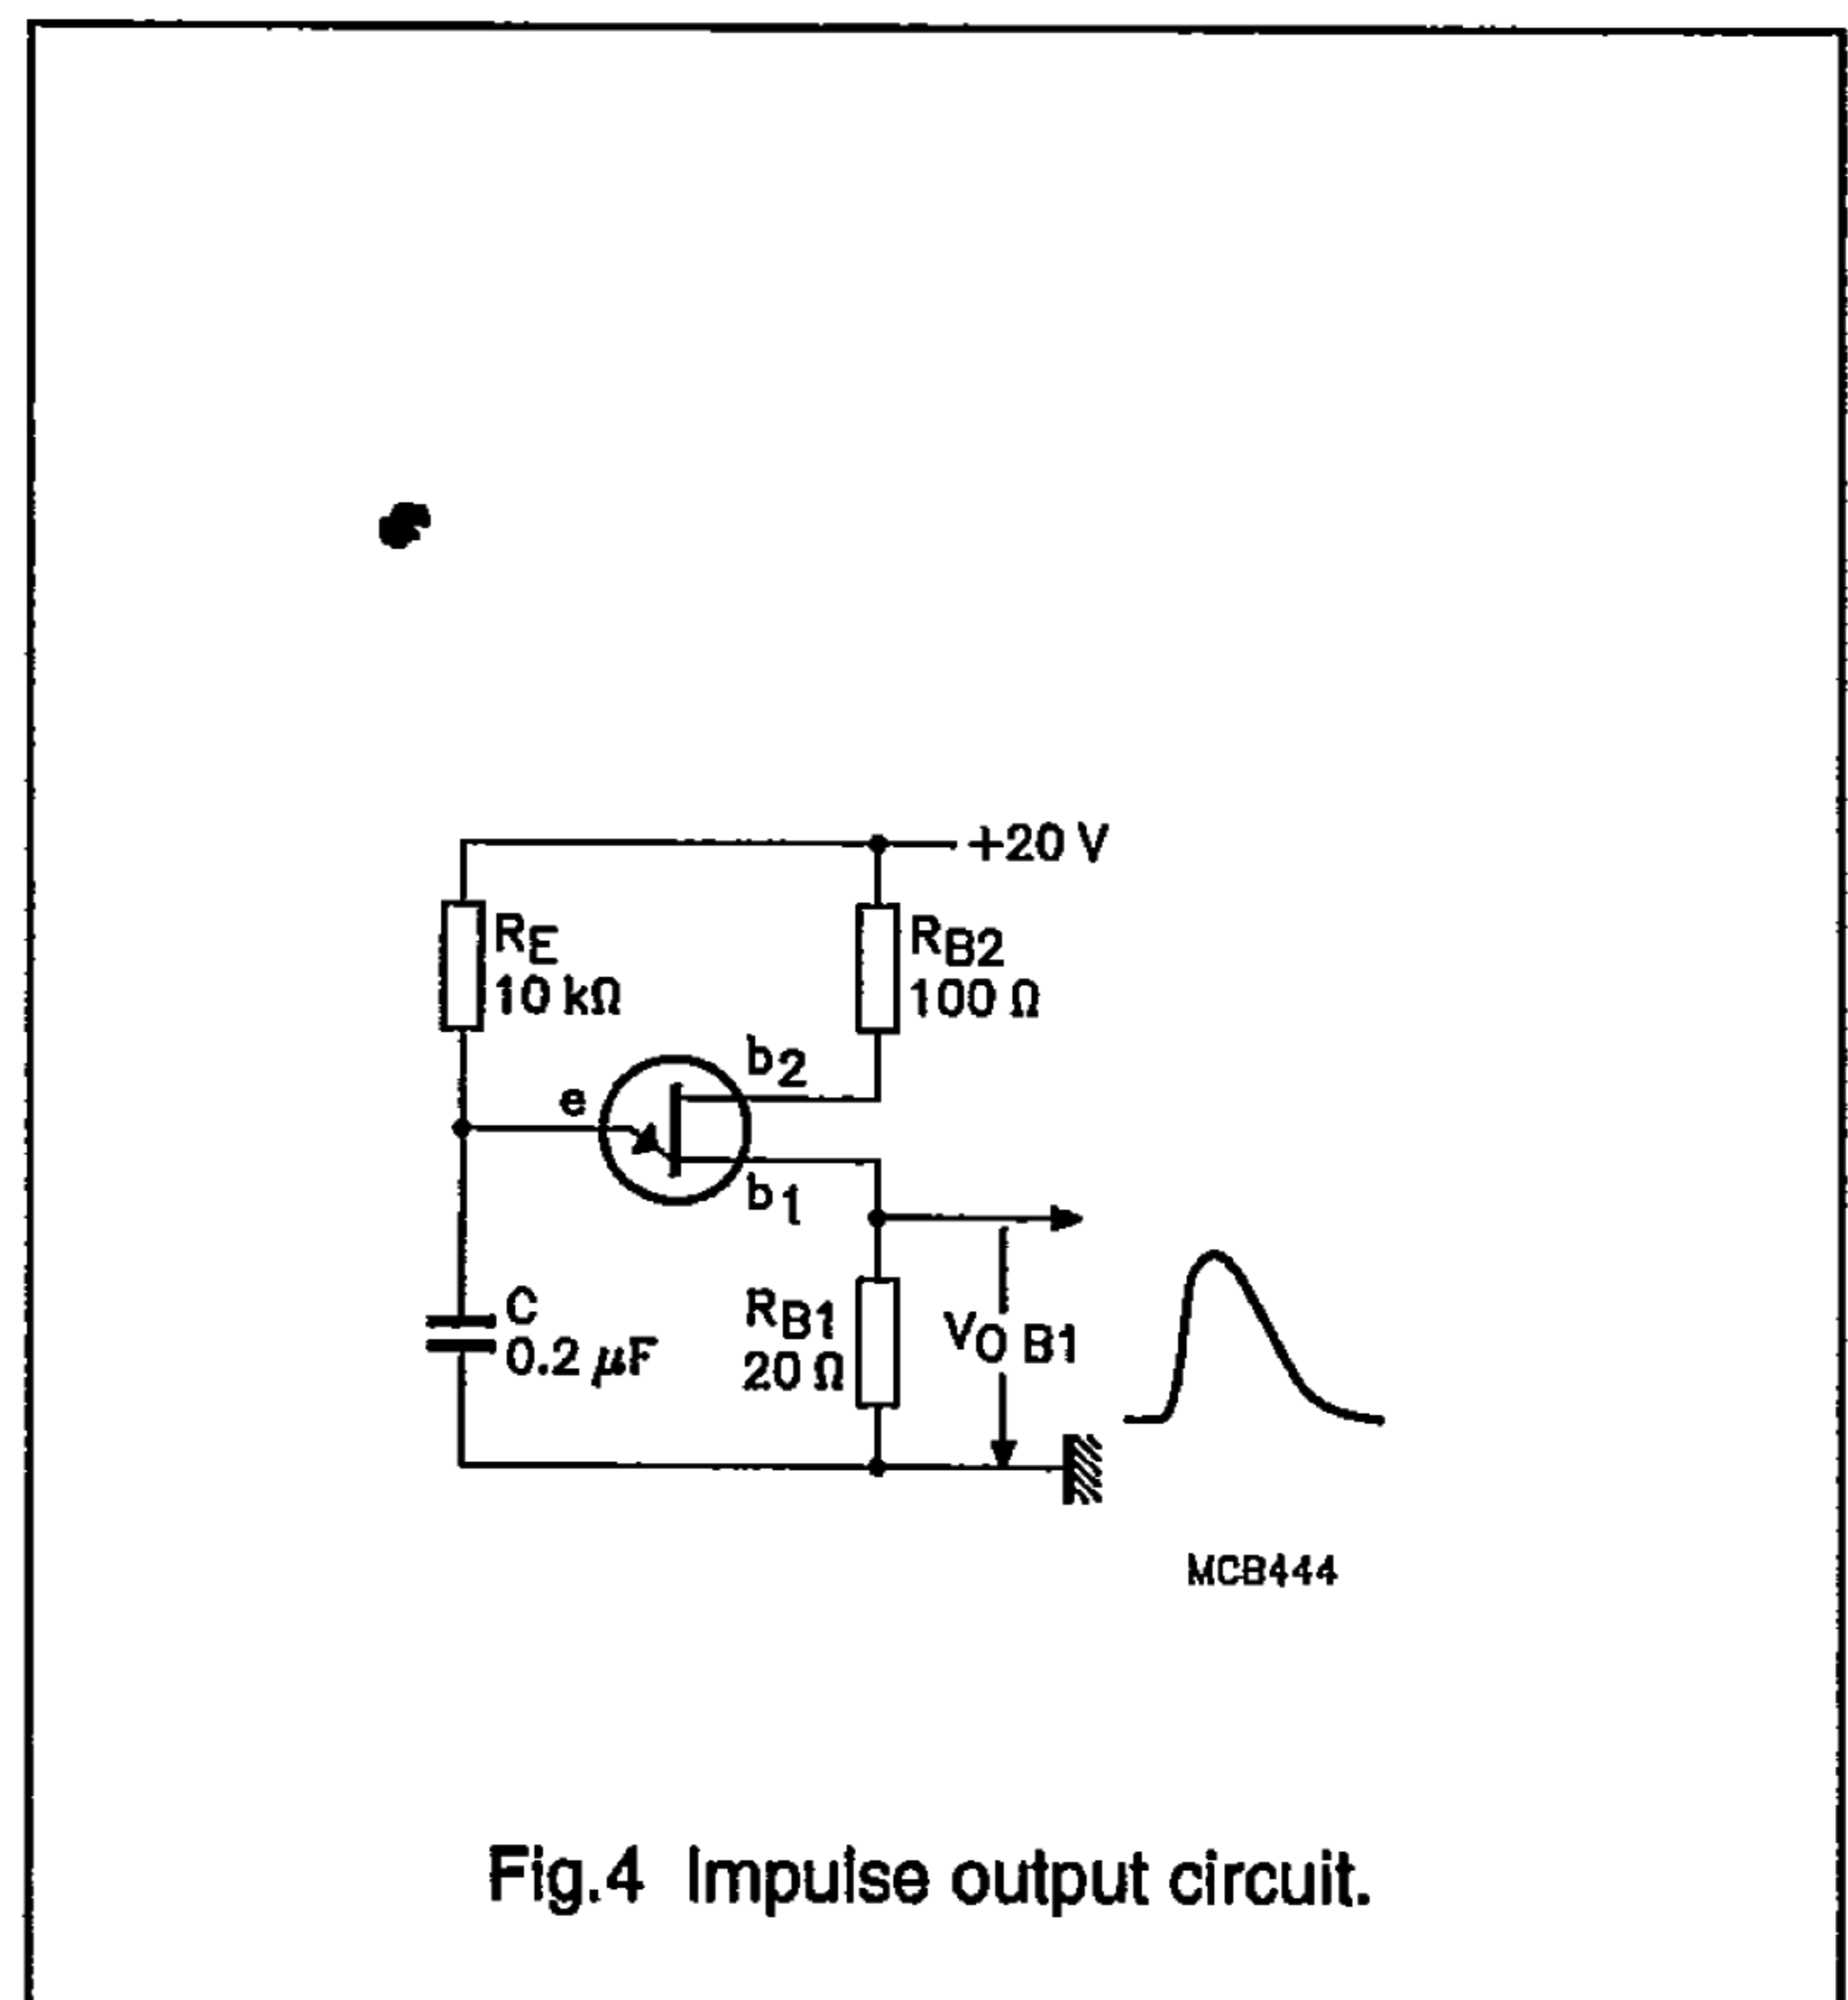 +20 V
RE
10 kΩ
RB2
100 Ω
b2
e
b1
C
0.2 μF
RB1
20 Ω
VO B1
MCB444
Fig.4 Impulse output circuit.